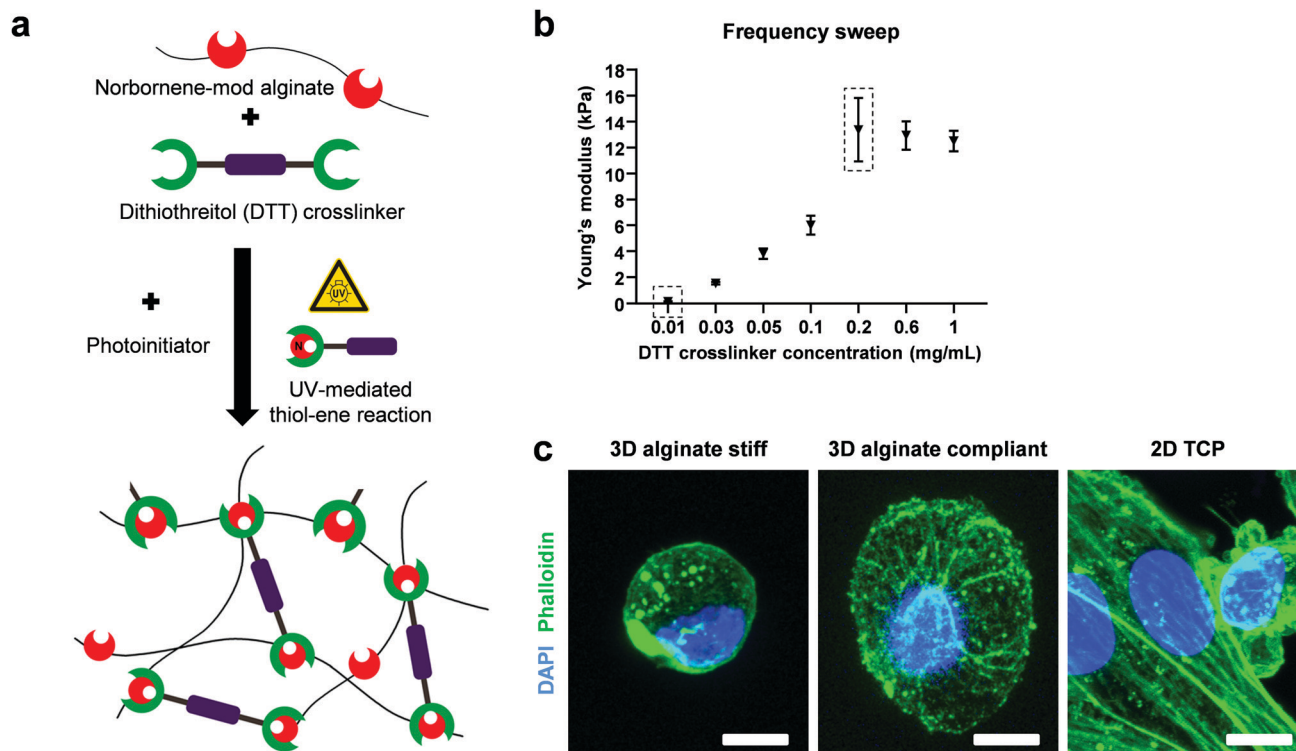 a
Norbornene-mod alginate
+
Dithiothreitol (DTT) crosslinker
+
Photoinitiator
UV
N
UV-mediated
thiol-ene reaction
b
Frequency sweep
Young's modulus (kPa)
18
16
14
12
10
8
6
4
2
0
0.01 0.03 0.05 0.1 0.2 0.6 1
DTT crosslinker concentration (mg/mL)
c
3D alginate stiff
3D alginate compliant
2D TCP
DAPI Phalloidin